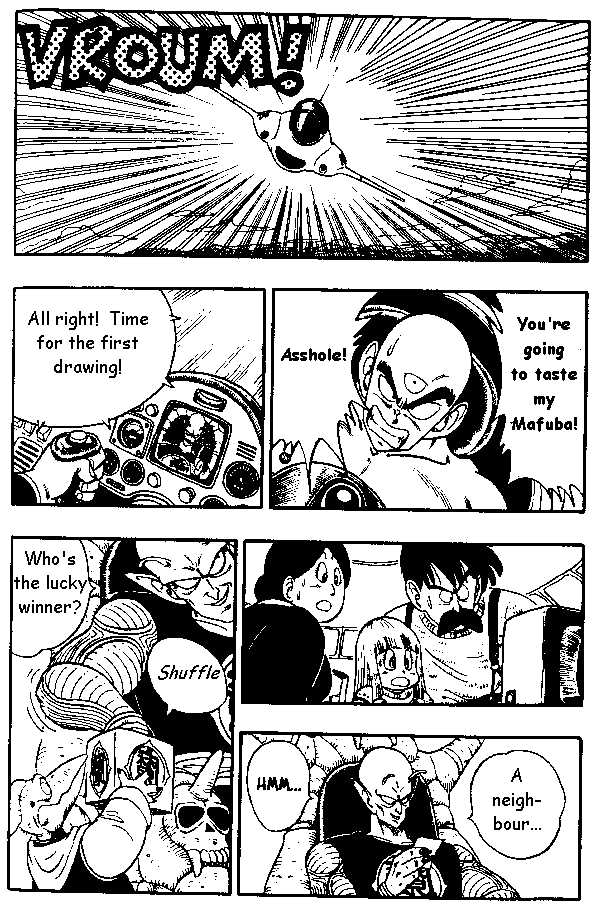 VROUM!
All right! Time
for the first
drawing!
Asshole!
You're
going
to taste
my
Mafuba!
Who's
the lucky
winner?
Shuffle
HMM...
A
neigh-
bour...